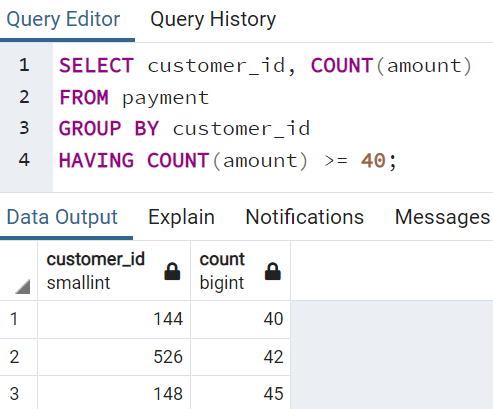 Query Editor Query History
1 SELECT customer_id, COUNT(amount)
2 FROM payment
3 GROUP BY customer_id
4 HAVING COUNT(amount) >= 40;
Data Output Explain Notifications Messages
customer_id count
smallint bigint
1 144 40
2 526 42
3 148 45